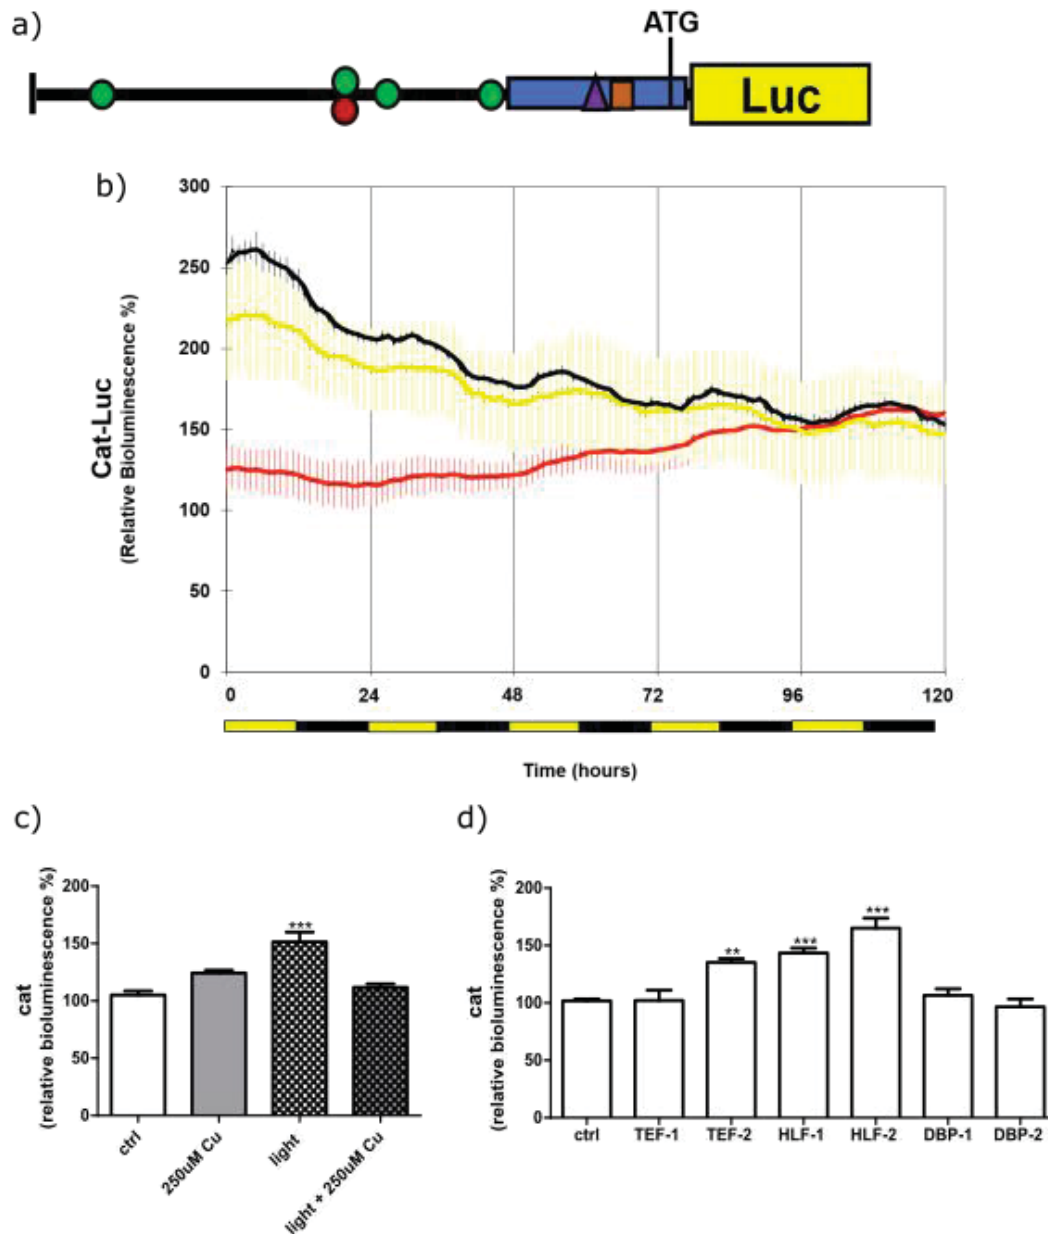 a)
ATG
Luc
b)
300
250
200
150
100
50
0
Cat-Luc
(Relative Bioluminescence %)
0 24 48 72 96 120
Time (hours)
c)
cat
(relative bioluminescence %)
200
150
100
50
0
ctrl
250uM Cu
***
light
light + 250uM Cu
d)
cat
(relative bioluminescence %)
200
150
100
50
0
** *** ***
ctrl TEF-1 TEF-2 HLF-1 HLF-2 DBP-1 DBP-2